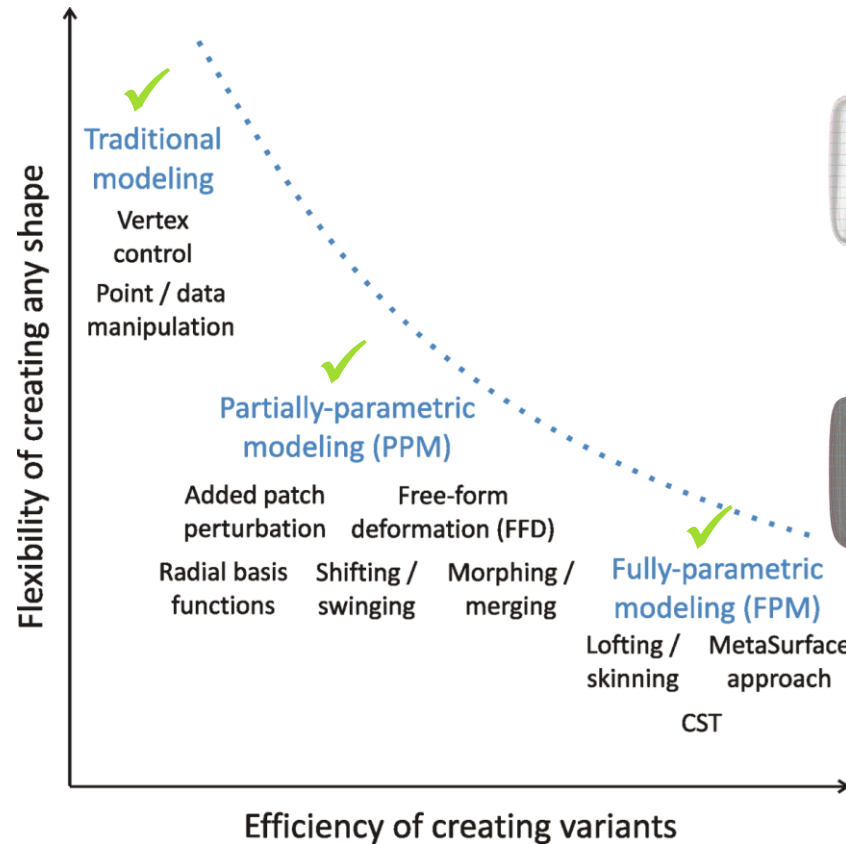 Flexibility of creating any shape
Traditional
modeling
Vertex
control
Point / data
manipulation
Partially-parametric
modeling (PPM)
Added patch
perturbation
Free-form
deformation (FFD)
Radial basis
functions
Shifting /
swinging
Morphing /
merging
Fully-parametric
modeling (FPM)
Lofting /
skinning
MetaSurface
approach
CST
Efficiency of creating variants